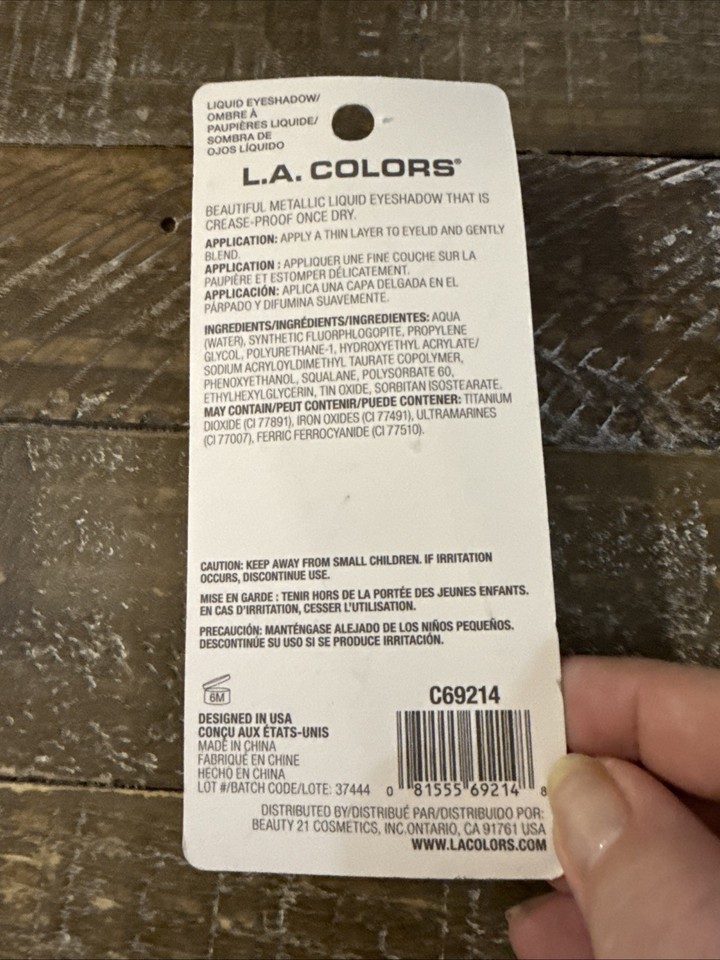 LIQUID EYESHADOW/
OMBRE À
PAUPIÈRES LIQUIDE/
SOMBRA DE
OJOS LÍQUIDO
L.A. COLORS®
BEAUTIFUL METALLIC LIQUID EYESHADOW THAT IS
CREASE-PROOF ONCE DRY.
APPLICATION: APPLY A THIN LAYER TO EYELID AND GENTLY
BLEND.
APPLICATION : APPLIQUER UNE FINE COUCHE SUR LA
PAUPIÈRE ET ESTOMPER DÉLICATEMENT.
APPLICACIÓN: APLICA UNA CAPA DELGADA EN EL
PÁRPADO Y DIFUMINA SUAVEMENTE.
INGREDIENTS/INGRÉDIENTS/INGREDIENTES: AQUA
(WATER), SYNTHETIC FLUORPHLOGOPITE, PROPYLENE
GLYCOL, POLYURETHANE-1, HYDROXYETHYL ACRYLATE/
SODIUM ACRYLOYLDIMETHYL TAURATE COPOLYMER,
PHENOXYETHANOL, SQUALANE, POLYSORBATE 60,
ETHYLHEXYLGLYCERIN, TIN OXIDE, SORBITAN ISOSTEARATE.
MAY CONTAIN/PEUT CONTENIR/PUEDE CONTENER: TITANIUM
DIOXIDE (CI 77891), IRON OXIDES (CI 77491), ULTRAMARINES
(CI 77007), FERRIC FERROCYANIDE (CI 77510).
CAUTION: KEEP AWAY FROM SMALL CHILDREN. IF IRRITATION
OCCURS, DISCONTINUE USE.
MISE EN GARDE : TENIR HORS DE LA PORTÉE DES JEUNES ENFANTS.
EN CAS D'IRRITATION, CESSER L'UTILISATION.
PRECAUCIÓN: MANTÉNGASE ALEJADO DE LOS NIÑOS PEQUEÑOS.
DESCONTINÚE SU USO SI SE PRODUCE IRRITACIÓN.
6M
DESIGNED IN USA
CONÇU AUX ÉTATS-UNIS
MADE IN CHINA
FABRIQUÉ EN CHINE
HECHO EN CHINA
LOT #/BATCH CODE/LOTE: 37444
C69214
0 81555 69214 8
DISTRIBUTED BY/DISTRIBUÉ PAR/DISTRIBUIDO POR:
BEAUTY 21 COSMETICS, INC.ONTARIO, CA 91761 USA
WWW.LACOLORS.COM